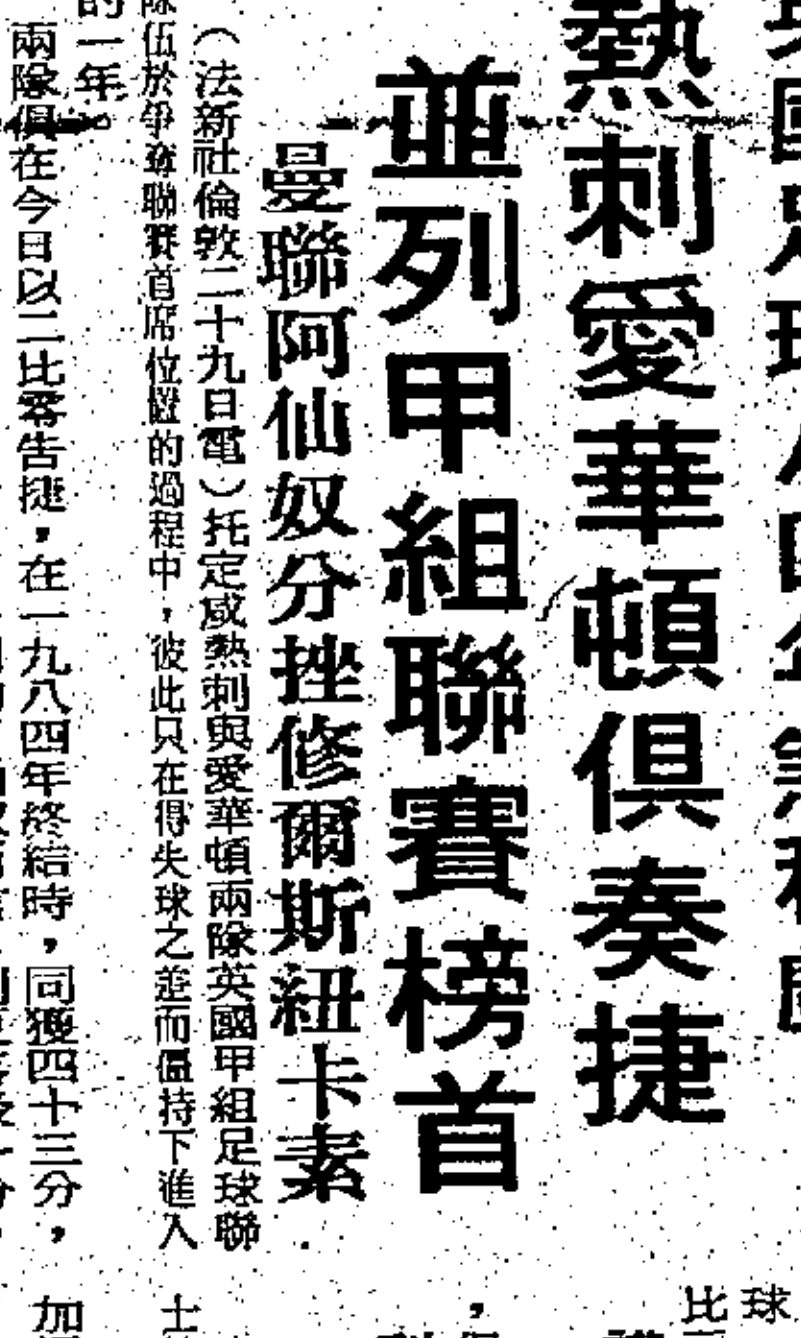 熱刺愛華頓俱奏捷
並列甲組聯賽榜首
曼聯阿仙奴分挫修爾斯紐卡素
(法新社倫敦二十九日電)托定咸熱刺與愛華頓兩隊英國甲組足球聯
隊伍於爭奪聯賽首席位置的過程中,彼此只在得失球之差而僵持下進入
的一年。
兩隊俱在今日以二比零告捷,在一九八四年終結時,同獲四十三分,
球
比
士
加